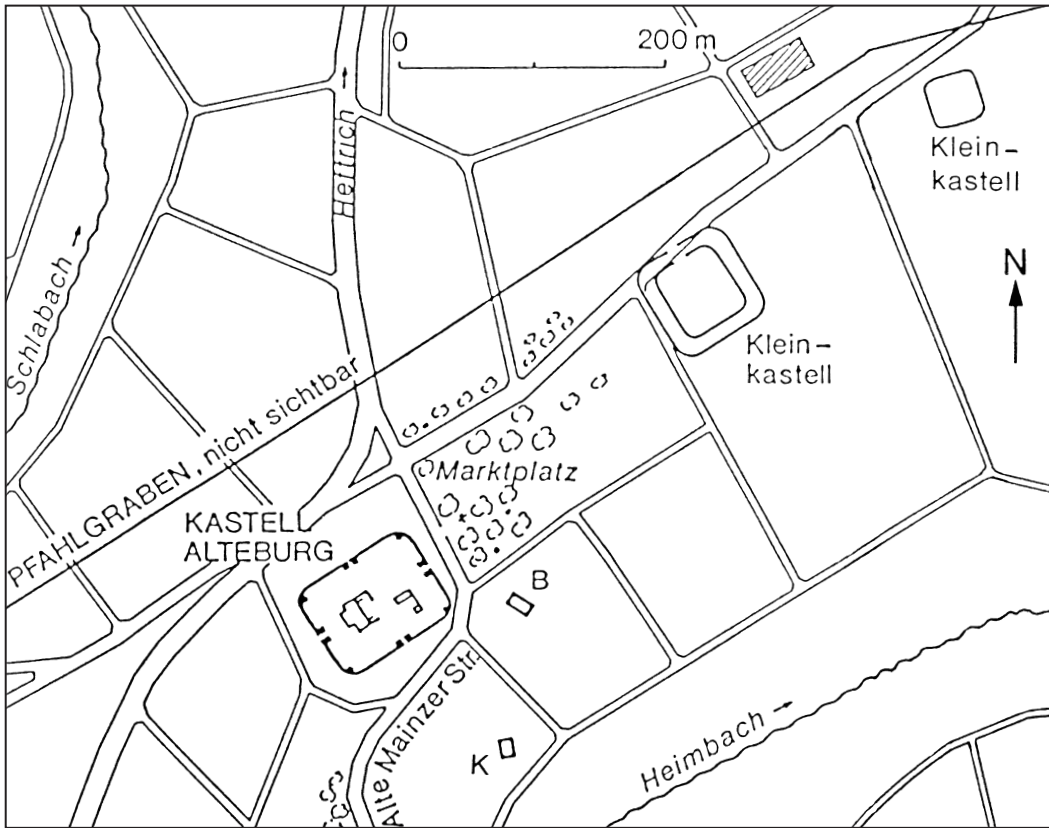 0 200 m
Hettrich
Klein-
kastell
N
Schlabach
Klein-
kastell
PFAHLGRABEN, nicht sichtbar
Marktplatz
KASTELL
ALTEBURG
B
Alte Mainzer Str.
K
Heimbach